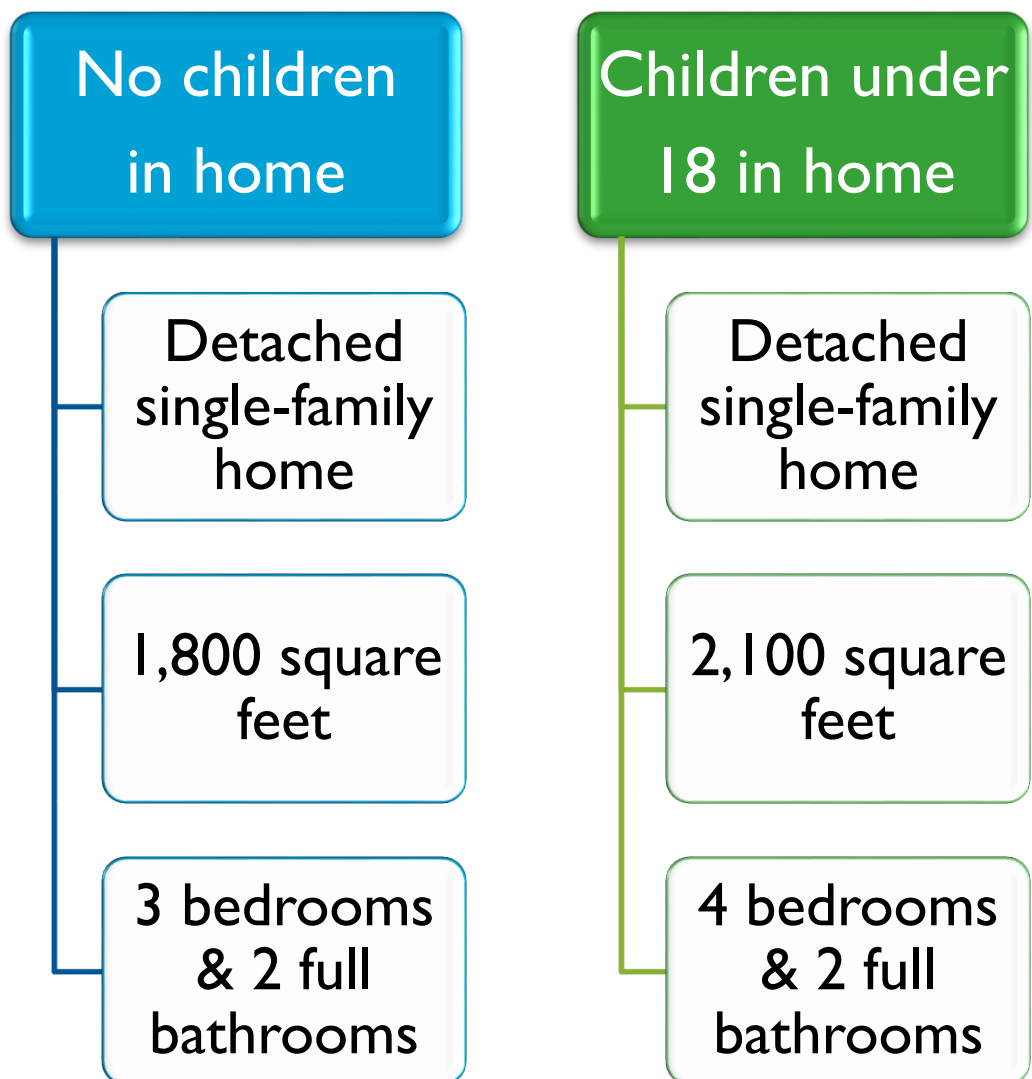 No children
in home
Detached
single-family
home
1,800 square
feet
3 bedrooms
& 2 full
bathrooms
Children under
18 in home
Detached
single-family
home
2,100 square
feet
4 bedrooms
& 2 full
bathrooms